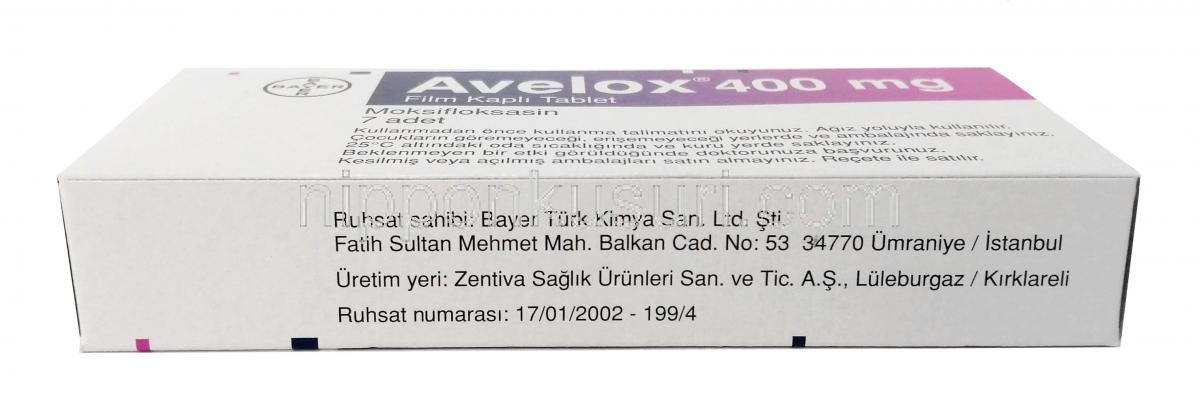 BAYER
BAYER
Avelox® 400 mg
Film Kaplı Tablet
Moksifloksasin
7 adet
Kullanmadan önce kullanma talimatını okuyunuz. Ağız yoluyla kullanılır.
Çocukların göremeyeceği, erişemeyeceği yerlerde ve ambalajında saklayınız.
25°C altındaki oda sıcaklığında ve kuru yerde saklayınız.
Beklenmeyen bir etki görüldüğünde doktorunuza başvurunuz.
Kesilmiş veya açılmış ambalajları satın almayınız. Reçete ile satılır.
nipponkusuri.com
Ruhsat sahibi: Bayer Türk Kimya San. Ltd. Şti.
Fatih Sultan Mehmet Mah. Balkan Cad. No: 53 34770 Ümraniye / İstanbul
Üretim yeri: Zentiva Sağlık Ürünleri San. ve Tic. A.Ş., Lüleburgaz / Kırklareli
Ruhsat numarası: 17/01/2002 - 199/4